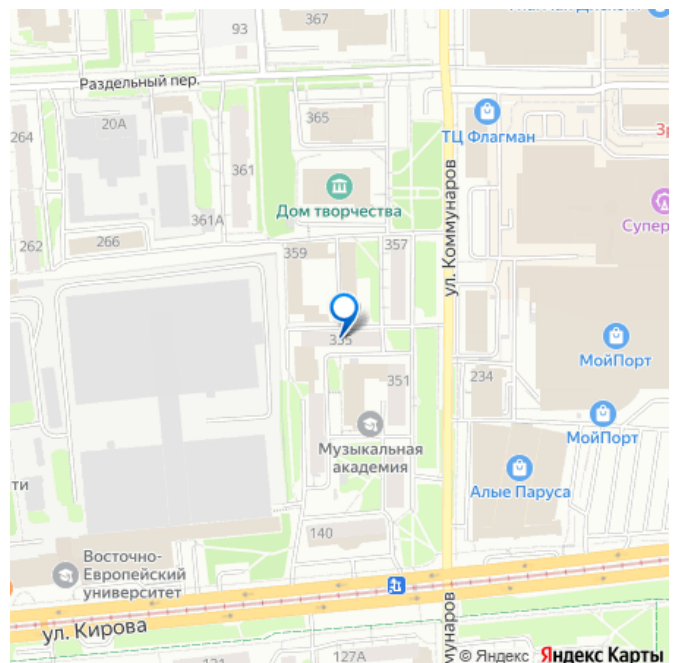 367
93
Раздельный пер.
365
264
20А
ТЦ Флагман
361
ул. Коммунаров
Дом творчества
361А
Супер
262
266
359
357
335
МойПорт
351
234
МойПорт
Музыкальная
академия
Алые Паруса
ти
140
Восточно-
Европейский
университет
ул. Кирова
127А
© Яндекс Яндекс Карты